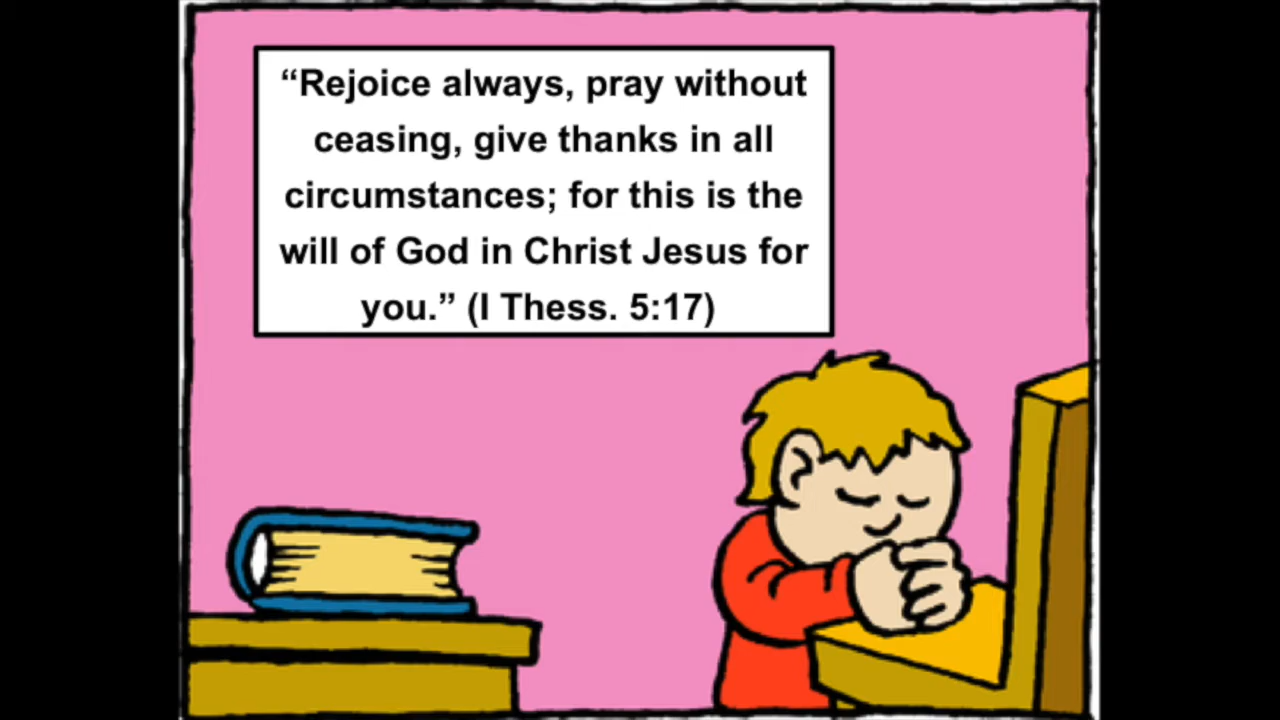 “Rejoice always, pray without
ceasing, give thanks in all
circumstances; for this is the
will of God in Christ Jesus for
you.” (I Thess. 5:17)